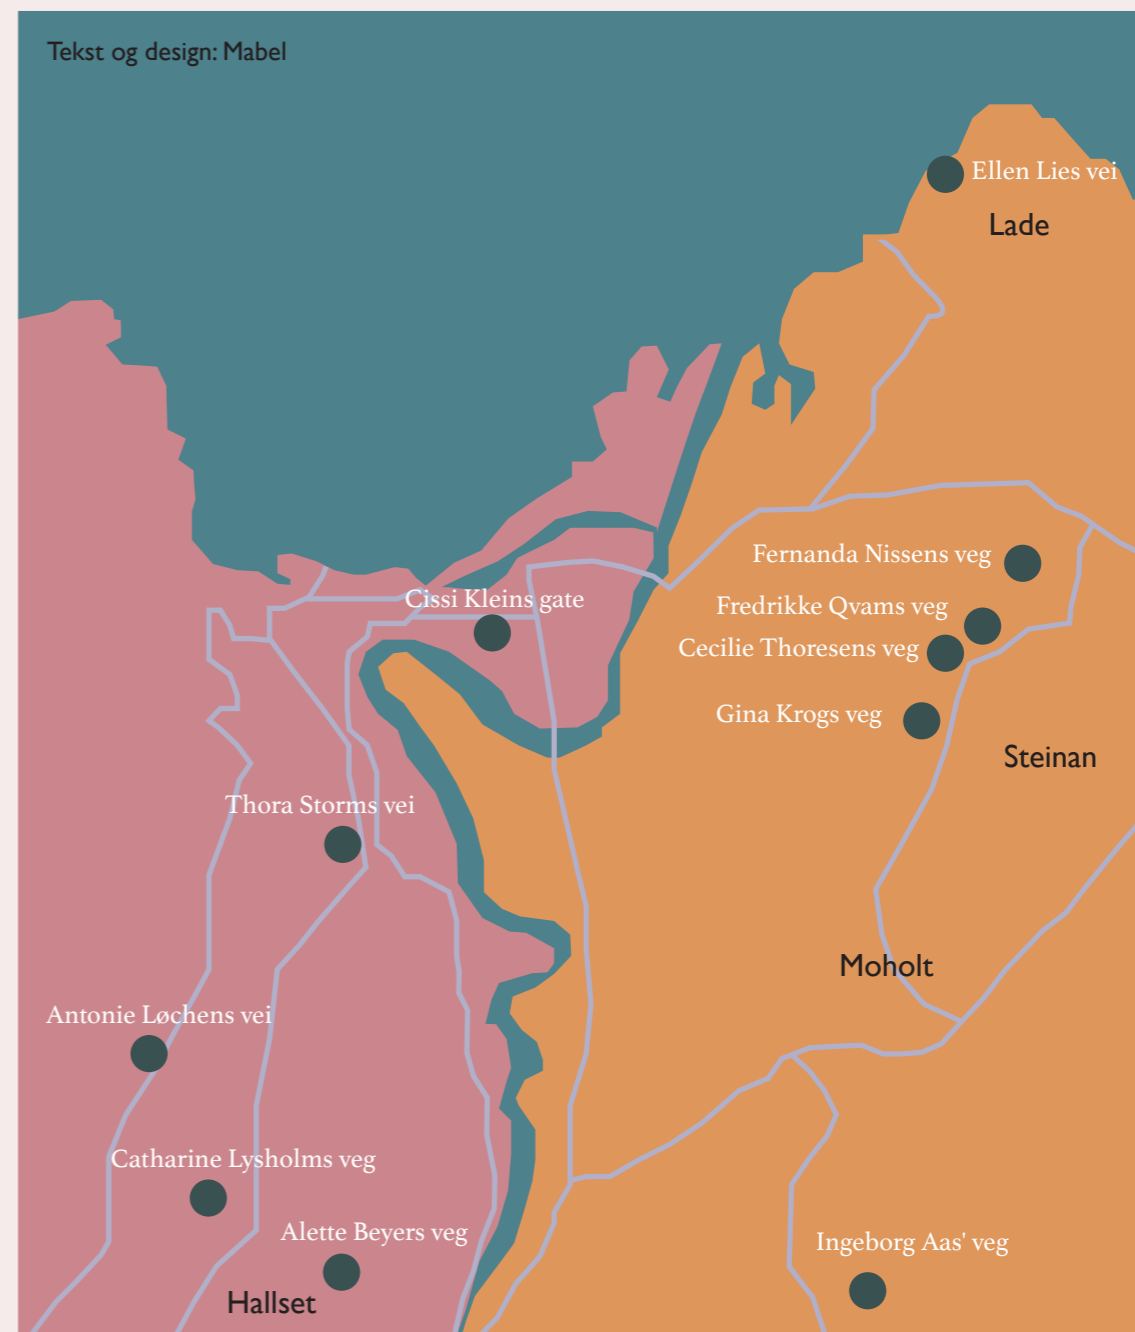 Tekst og design: Mabel
Ellen Lies vei
Lade
Fernanda Nissens veg
Cissi Kleins gate
Fredrikke Qvams veg
Cecilie Thoresens veg
Gina Krogs veg
Steinan
Thora Storms vei
Moholt
Antonie Løchens vei
Catharine Lysholms veg
Alette Beyers veg
Ingeborg Aas' veg
Hallset